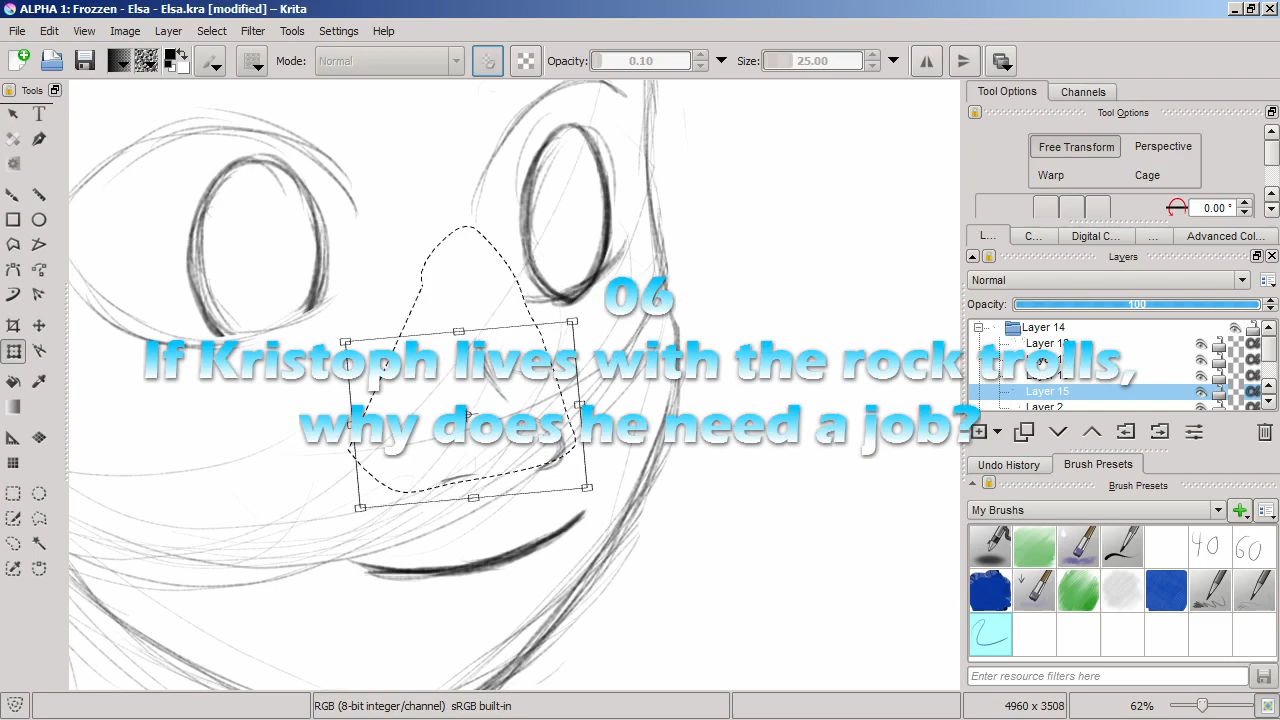 ALPHA 1: Frozzen - Elsa - Elsa.kra [modified] – Krita
File Edit View Image Layer Select Filter Tools Settings Help
Mode: Normal Opacity: 0.10 Size: 25.00
Tools
Tool Options Channels
Tool Options
Free Transform Perspective
Warp Cage
0.00 °
L... C... Digital C... ... Advanced Col...
Layers
Normal
Opacity: 100
Layer 14
Layer 15
Layer 2
06
If Kristoph lives with the rock trolls,
why does he need a job?
Undo History Brush Presets
Brush Presets
My Brushs
40 60
Enter resource filters here
RGB (8-bit integer/channel) sRGB built-in
4960 x 3508 62%